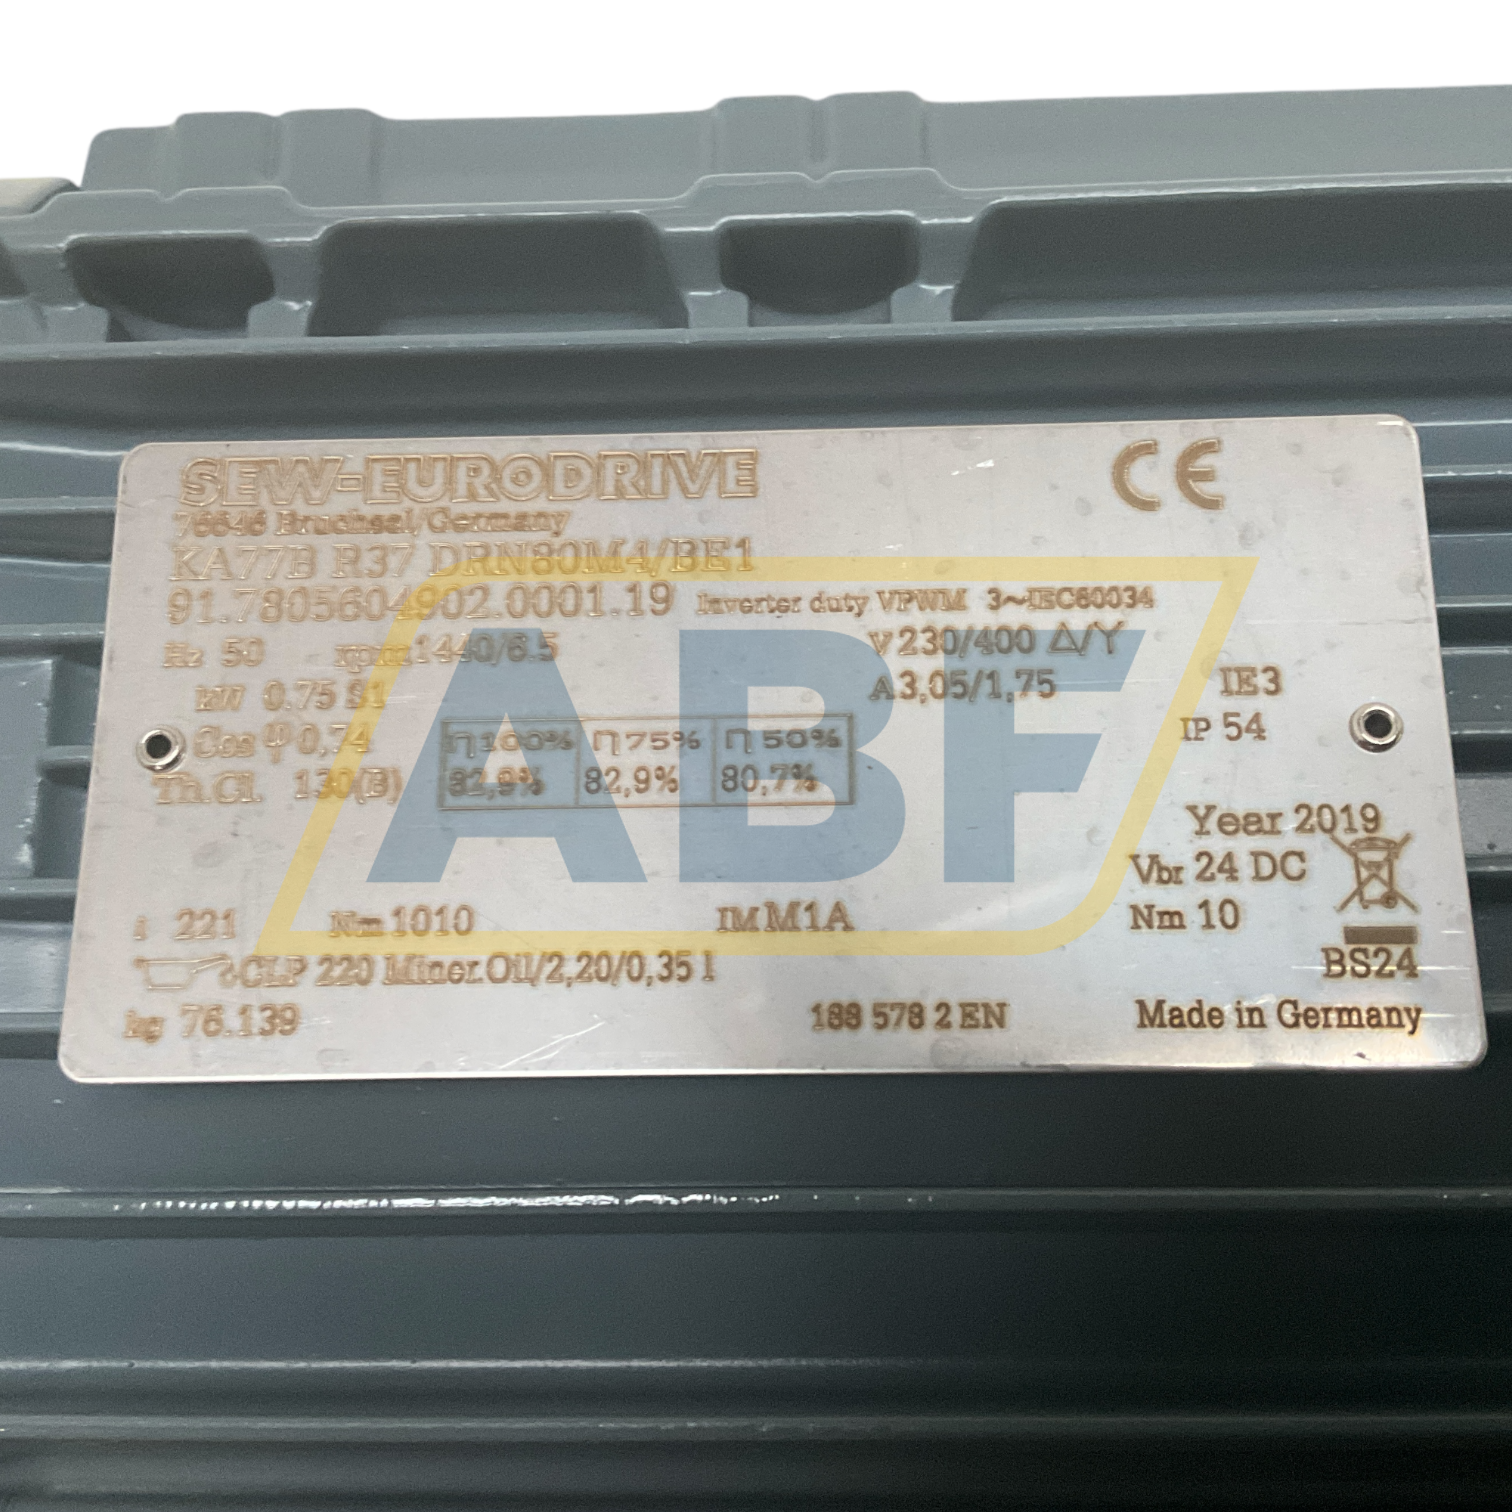 SEW-EURODRIVE
CE
76646 Bruchsal/Germany
KA77B R37 DRN80M4/BE1
91.7805604902.0001.19 Inverter duty VPWM 3~IEC60034
Hz 50 rpm 1440/6.5 V 230/400 Δ/Y
kW 0.75 S1 A 3,05/1,75 IE3
Cos φ 0,74 η100% η75% η50% IP 54
Th.Cl. 130(B) 82,9% 82,9% 80,7%
Year 2019
Vbr 24 DC
i 221 Nm 1010 IM M1A Nm 10
CLP 220 Miner.Oil/2,20/0,35 l BS24
kg 76.139 188 578 2 EN Made in Germany
ABF